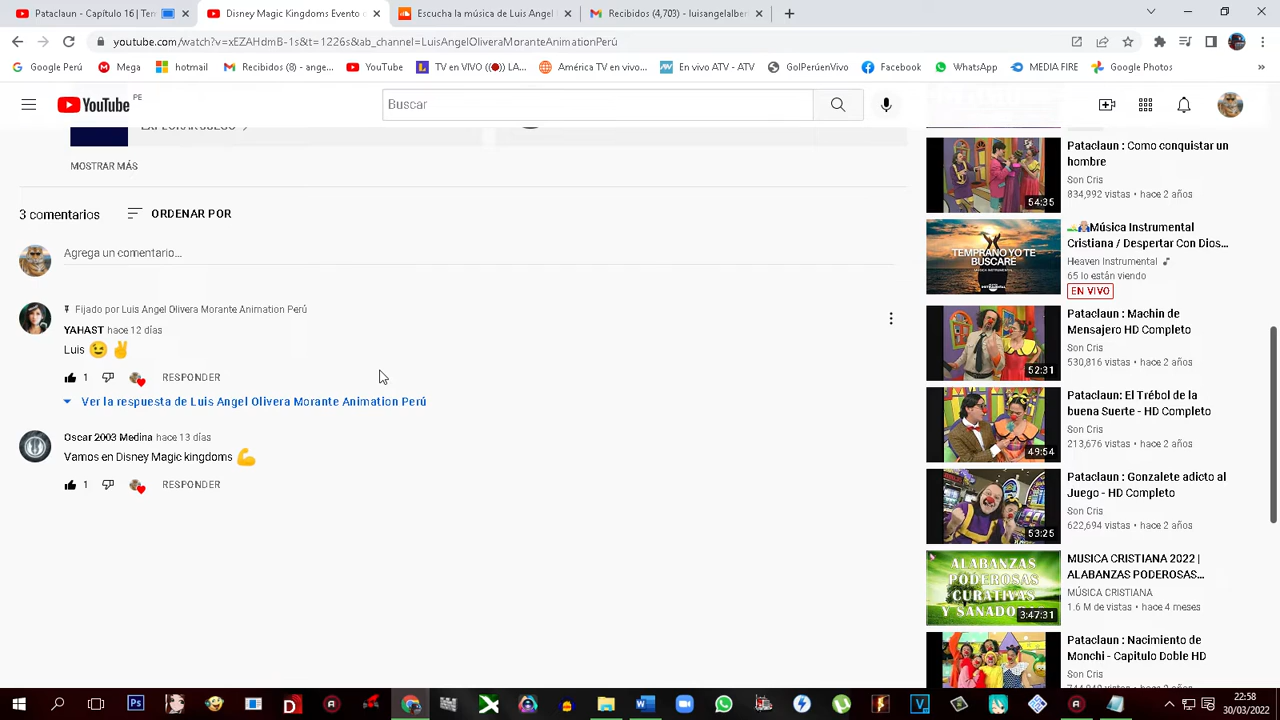 Pataclaun - Capítulo 16 | Ter
Disney Magic Kingdoms Evento
Escucha la música de Luis Angel
Recibidos (4,703) - luisangelalber
youtube.com/watch?v=xEZAHdmB-1s&t=1226s&ab_channel=LuisAngelOliveraMoranteAnimationPerú
Google Perú
Mega
hotmail
Recibidos (8) - ange...
YouTube
TV en VIVO ((🔴)) LA...
América TV en vivo...
En vivo ATV - ATV
GolPerúenVivo
Facebook
WhatsApp
MEDIA FIRE
Google Photos
YouTube PE
Buscar
MOSTRAR MÁS
3 comentarios
ORDENAR POR
Agrega un comentario...
Fijado por Luis Angel Olivera Morante Animation Perú
YAHAST hace 12 días
Luis 😉✌
1
RESPONDER
Ver la respuesta de Luis Angel Olivera Morante Animation Perú
Oscar 2003 Medina hace 13 días
Vamos en Disney Magic kingdoms 💪
1
RESPONDER
54:35
Pataclaun : Como conquistar un
hombre
Son Cris
834,992 vistas • hace 2 años
TEMPRANO YO TE
BUSCARÉ
Música Instrumental
Cristiana / Despertar Con Dios...
Heaven Instrumental
65 lo están viendo
EN VIVO
52:31
Pataclaun : Machin de
Mensajero HD Completo
Son Cris
530,816 vistas • hace 2 años
49:54
Pataclaun: El Trébol de la
buena Suerte - HD Completo
Son Cris
213,676 vistas • hace 2 años
53:25
Pataclaun : Gonzalete adicto al
Juego - HD Completo
Son Cris
622,694 vistas • hace 2 años
ALABANZAS
PODEROSAS
CURATIVAS
Y SANADORAS
3:47:31
MUSICA CRISTIANA 2022 |
ALABANZAS PODEROSAS...
MÚSICA CRISTIANA
1.6 M de vistas • hace 4 meses
Pataclaun : Nacimiento de
Monchi - Capitulo Doble HD
Son Cris
22:58
30/03/2022